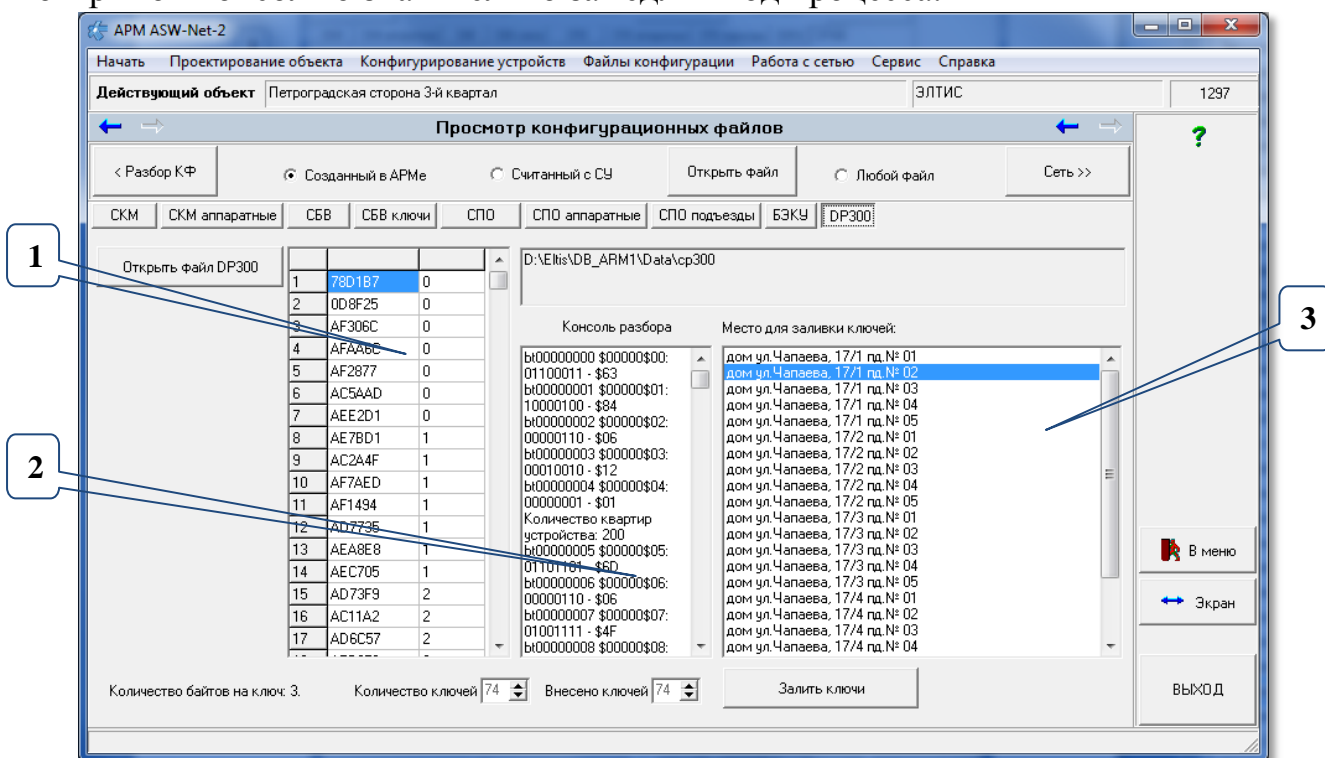 АРМ ASW-Net-2
Начать Проектирование объекта Конфигурирование устройств Файлы конфигурации Работа с сетью Сервис Справка
Действующий объект Петроградская сторона 3-й квартал ЭЛТИС 1297
Просмотр конфигурационных файлов
?
< Разбор КФ Созданный в АРМе Считанный с СУ Открыть файл Любой файл Сеть >>
СКМ СКМ аппаратные СБВ СБВ ключи СПО СПО аппаратные СПО подъезды БЭКУ DP300
1
2
3
Открыть файл DP300
1 78D1B7 0
2 0D8F25 0
3 AF306C 0
4 AFAA6C 0
5 AF2877 0
6 AC5AAD 0
7 AEE2D1 0
8 AE7BD1 1
9 AC2A4F 1
10 AF7AED 1
11 AF1494 1
12 AD7735 1
13 AEA8E8 1
14 AEC705 1
15 AD73F9 2
16 AC11A2 2
17 AD6C57 2
D:\Eltis\DB_ARM1\Data\cp300
Консоль разбора
bt00000000 $00000$00:
01100011 - $63
bt00000001 $00000$01:
10000100 - $84
bt00000002 $00000$02:
00000110 - $06
bt00000003 $00000$03:
00010010 - $12
bt00000004 $00000$04:
00000001 - $01
Количество квартир
устройства: 200
bt00000005 $00000$05:
01101101 - $6D
bt00000006 $00000$06:
00000110 - $06
bt00000007 $00000$07:
01001111 - $4F
bt00000008 $00000$08:
Место для заливки ключей:
дом ул.Чапаева, 17/1 пд.№ 01
дом ул.Чапаева, 17/1 пд.№ 02
дом ул.Чапаева, 17/1 пд.№ 03
дом ул.Чапаева, 17/1 пд.№ 04
дом ул.Чапаева, 17/1 пд.№ 05
дом ул.Чапаева, 17/2 пд.№ 01
дом ул.Чапаева, 17/2 пд.№ 02
дом ул.Чапаева, 17/2 пд.№ 03
дом ул.Чапаева, 17/2 пд.№ 04
дом ул.Чапаева, 17/2 пд.№ 05
дом ул.Чапаева, 17/3 пд.№ 01
дом ул.Чапаева, 17/3 пд.№ 02
дом ул.Чапаева, 17/3 пд.№ 03
дом ул.Чапаева, 17/3 пд.№ 04
дом ул.Чапаева, 17/3 пд.№ 05
дом ул.Чапаева, 17/4 пд.№ 01
дом ул.Чапаева, 17/4 пд.№ 02
дом ул.Чапаева, 17/4 пд.№ 03
дом ул.Чапаева, 17/4 пд.№ 04
В меню
Экран
ВЫХОД
Количество байтов на ключ: 3. Количество ключей 74 Внесено ключей 74 Залить ключи